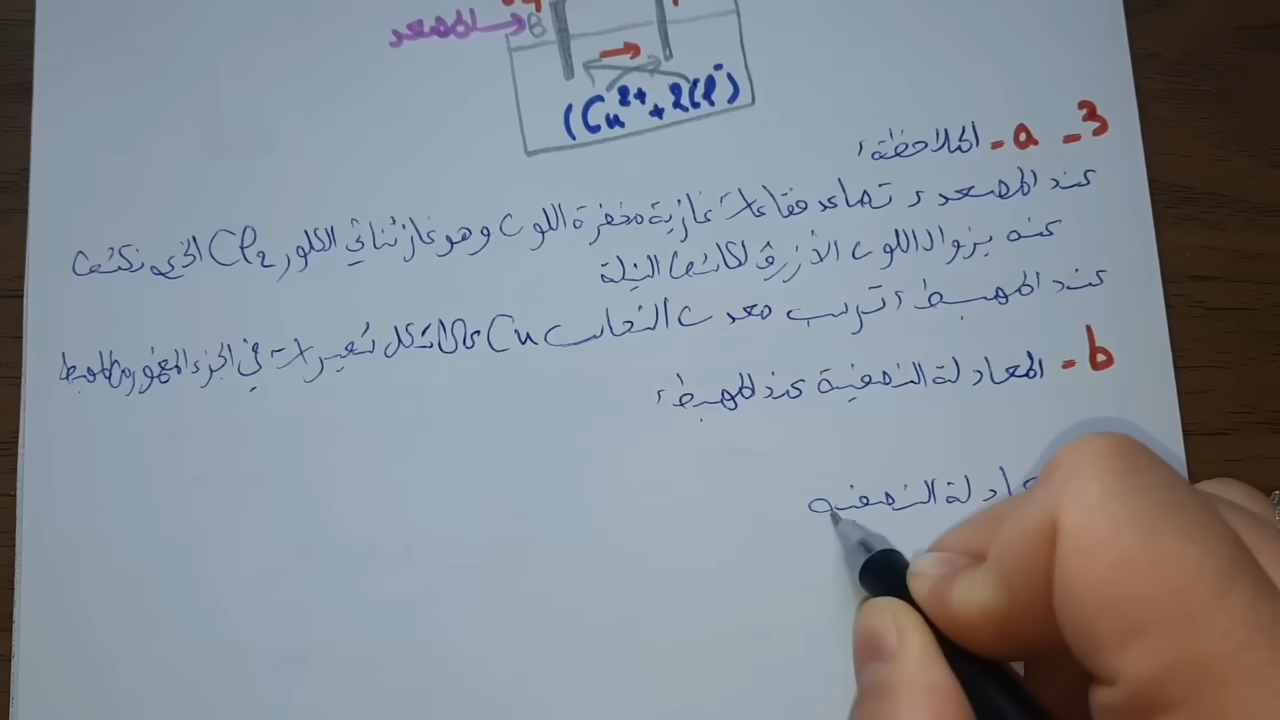 المصعد B
(Cu²⁺ + 2Cl⁻)
3 - a - الملاحظة:
عند المصعد: تصاعد فقاعات غازية مخضرة اللون وهو غاز ثنائي الكلور Cl₂ الذي نكشف
عنه بزوال اللون الأزرق لكاشف النيلة
عند المهبط: ترسب معدن النحاس Cu على شكل شعيرات في الجزء المغمور من المهبط
b - المعادلة النصفية عند المهبط:
ادلة النصفيه